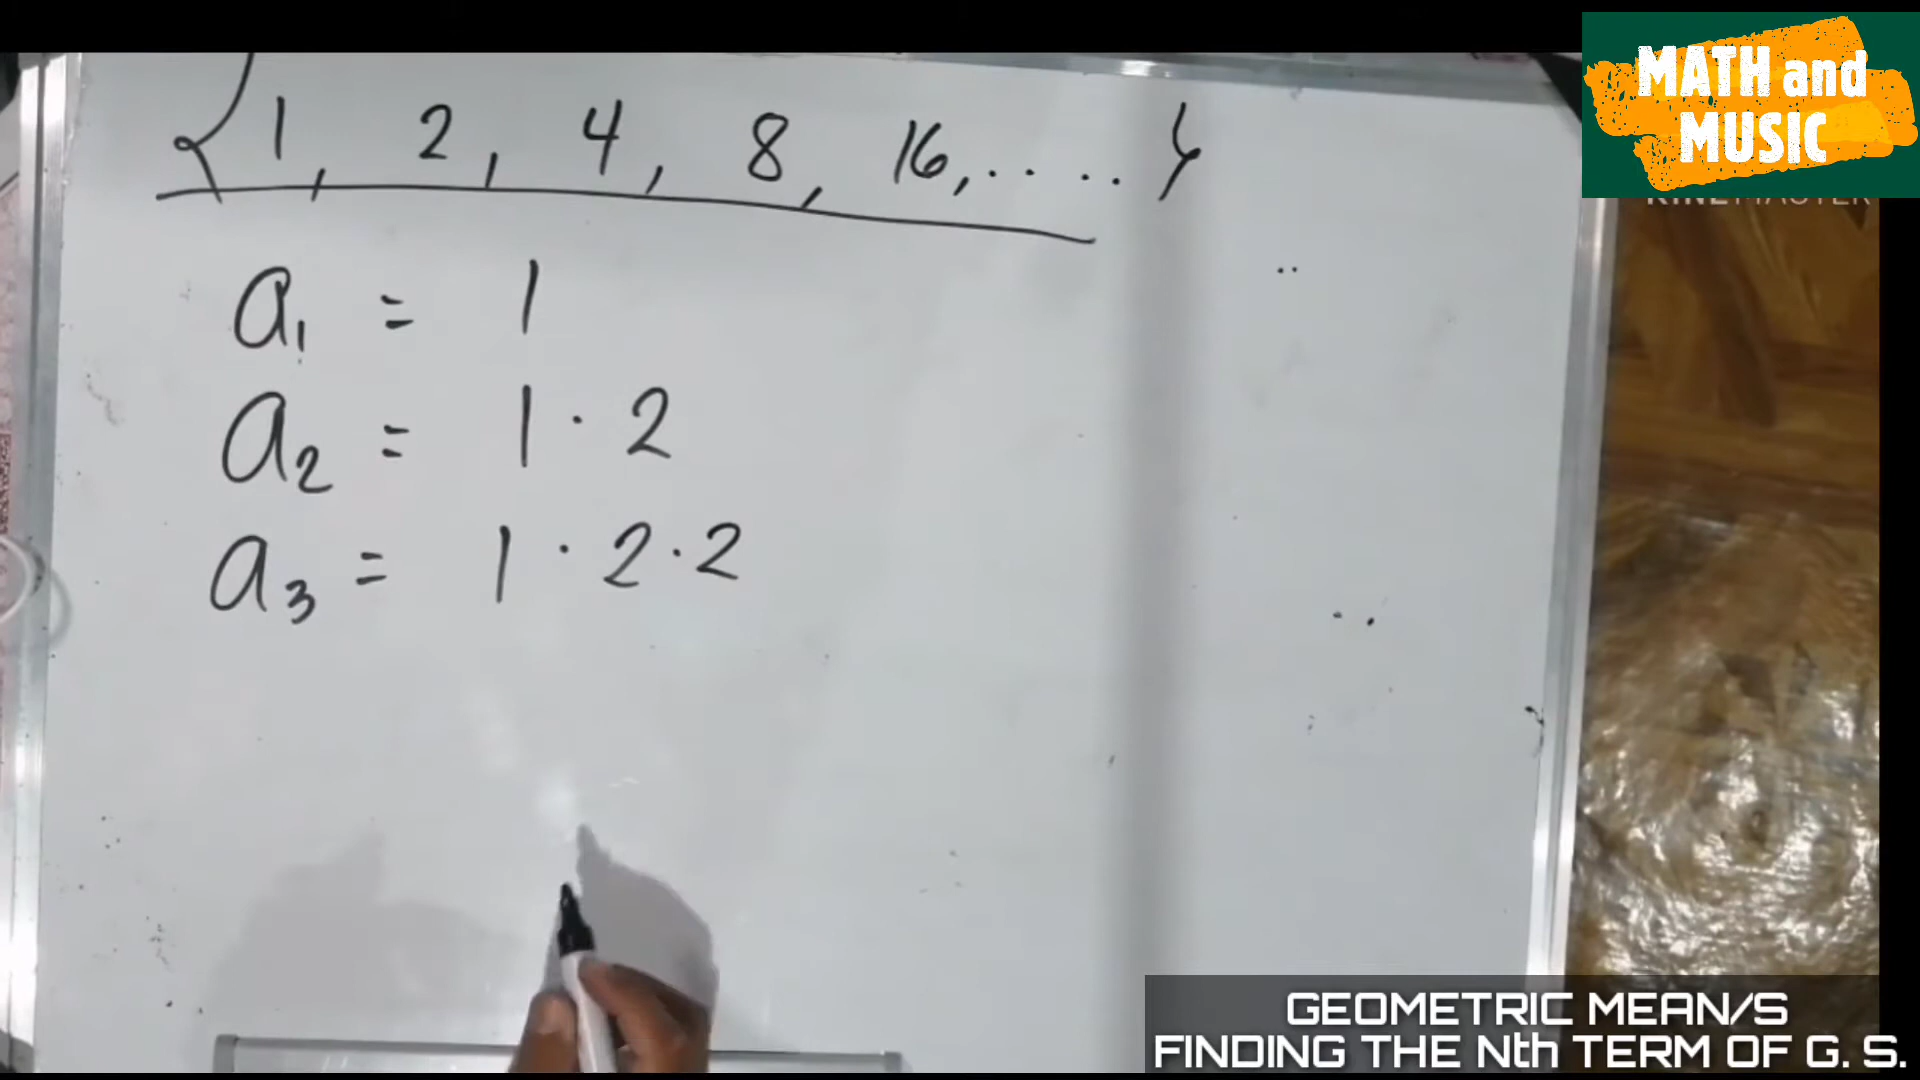 { 1, 2, 4, 8, 16, ..... }
a₁ = 1
a₂ = 1 · 2
a₃ = 1 · 2 · 2
MATH and
MUSIC
KINEMASTER
GEOMETRIC MEAN/S
FINDING THE Nth TERM OF G. S.